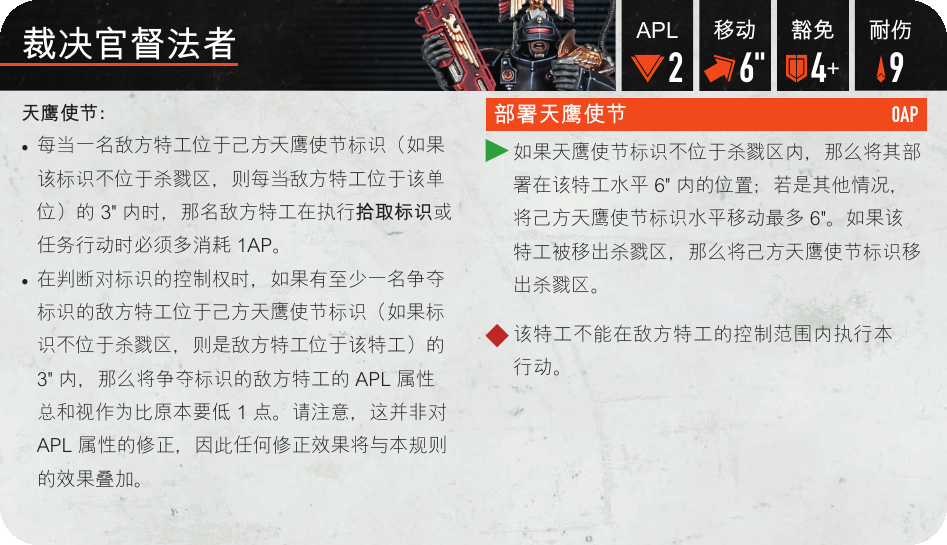 裁决官督法者
APL 移动 豁免 耐伤
2 6" 4+ 9
天鹰使节:
• 每当一名敌方特工位于己方天鹰使节标识（如果
该标识不位于杀戮区，则每当敌方特工位于该单
位）的 3" 内时，那名敌方特工在执行拾取标识或
任务行动时必须多消耗 1AP。
• 在判断对标识的控制权时，如果有至少一名争夺
标识的敌方特工位于己方天鹰使节标识（如果标
识不位于杀戮区，则是敌方特工位于该特工）的
3" 内，那么将争夺标识的敌方特工的 APL 属性
总和视作为比原本要低 1 点。请注意，这并非对
APL 属性的修正，因此任何修正效果将与本规则
的效果叠加。
部署天鹰使节 0AP
如果天鹰使节标识不位于杀戮区内，那么将其部
署在该特工水平 6" 内的位置；若是其他情况，
将己方天鹰使节标识水平移动最多 6"。如果该
特工被移出杀戮区，那么将己方天鹰使节标识移
出杀戮区。
该特工不能在敌方特工的控制范围内执行本
行动。